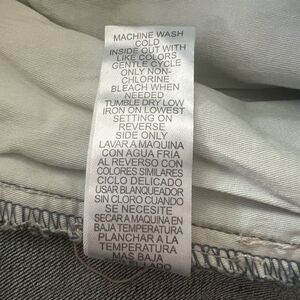 MACHINE WASH
COLD
INSIDE OUT WITH
LIKE COLORS
GENTLE CYCLE
ONLY NON-
CHLORINE
BLEACH WHEN
NEEDED
TUMBLE DRY LOW
IRON ON LOWEST
SETTING ON
REVERSE
SIDE ONLY
LAVAR A MAQUINA
CON AGUA FRIA
AL REVERSO CON
COLORES SIMILARES
CICLO DELICADO
USAR BLANQUEADOR
SIN CLORO CUANDO
SE NECESITE
SECAR A MAQUINA EN
BAJA TEMPERATURA
PLANCHAR A LA
TEMPERATURA
MAS BAJA